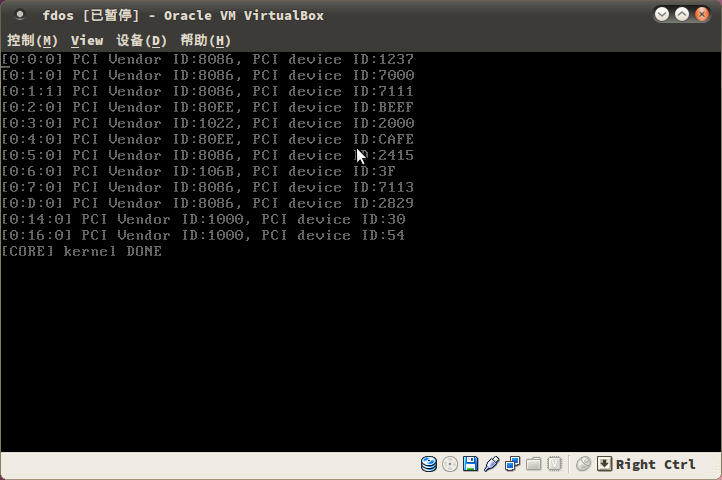 fdos [已暂停] - Oracle VM VirtualBox
控制(M) View 设备(D) 帮助(H)
[0:0:0] PCI Vendor ID:8086, PCI device ID:1237
[0:1:0] PCI Vendor ID:8086, PCI device ID:7000
[0:1:1] PCI Vendor ID:8086, PCI device ID:7111
[0:2:0] PCI Vendor ID:80EE, PCI device ID:BEEF
[0:3:0] PCI Vendor ID:1022, PCI device ID:2000
[0:4:0] PCI Vendor ID:80EE, PCI device ID:CAFE
[0:5:0] PCI Vendor ID:8086, PCI device ID:2415
[0:6:0] PCI Vendor ID:106B, PCI device ID:3F
[0:7:0] PCI Vendor ID:8086, PCI device ID:7113
[0:D:0] PCI Vendor ID:8086, PCI device ID:2829
[0:14:0] PCI Vendor ID:1000, PCI device ID:30
[0:16:0] PCI Vendor ID:1000, PCI device ID:54
[CORE] kernel DONE
Right Ctrl